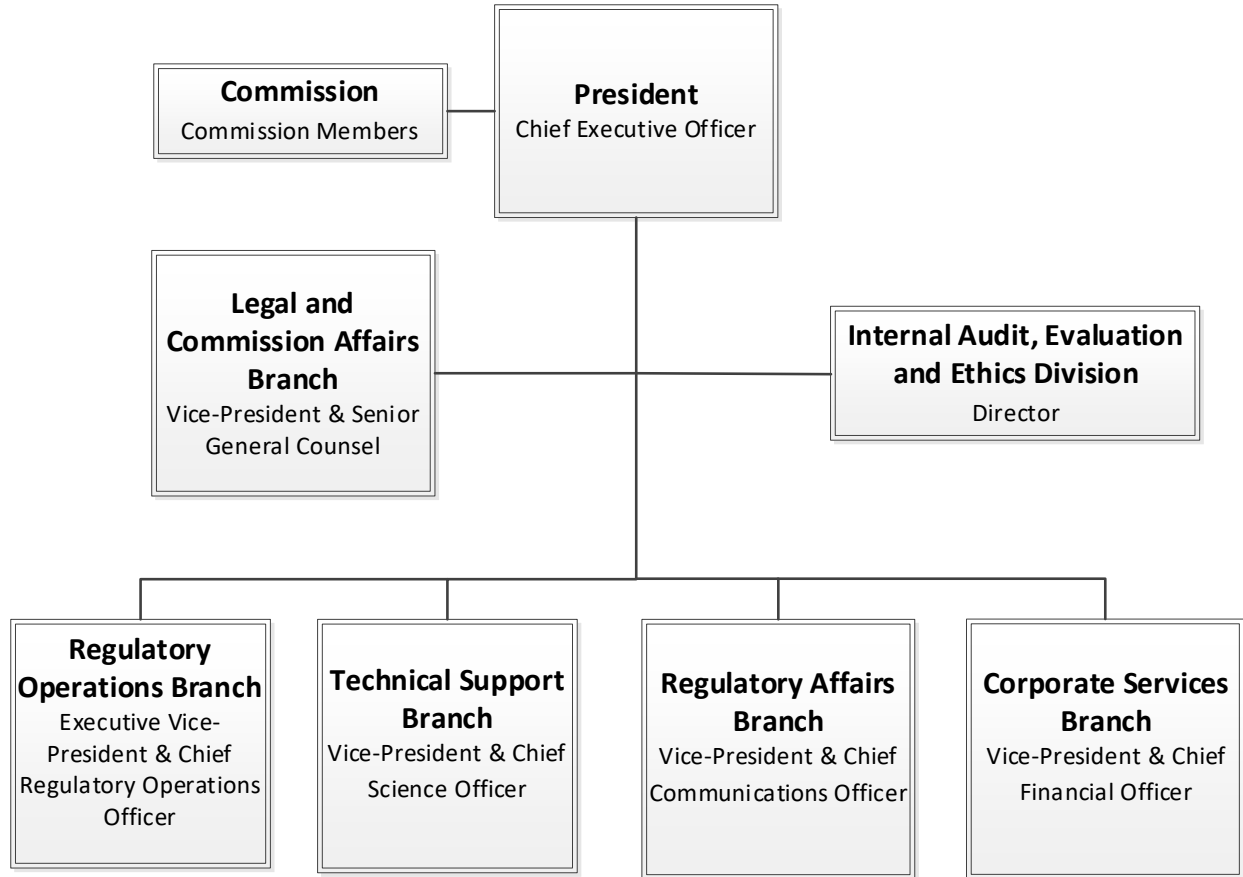 Commission
Commission Members
President
Chief Executive Officer
Legal and
Commission Affairs
Branch
Vice-President & Senior
General Counsel
Internal Audit, Evaluation
and Ethics Division
Director
Regulatory
Operations Branch
Executive Vice-
President & Chief
Regulatory Operations
Officer
Technical Support
Branch
Vice-President & Chief
Science Officer
Regulatory Affairs
Branch
Vice-President & Chief
Communications Officer
Corporate Services
Branch
Vice-President & Chief
Financial Officer